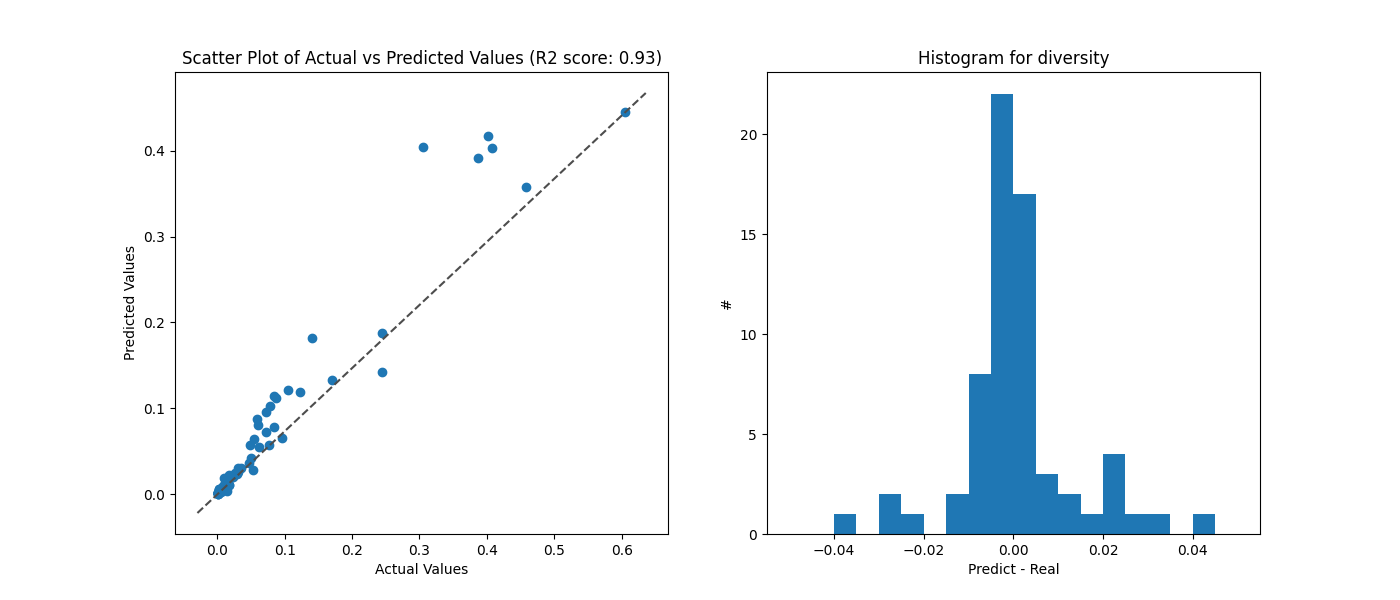 Scatter Plot of Actual vs Predicted Values (R2 score: 0.93)
Predicted Values
0.4
0.3
0.2
0.1
0.0
0.0 0.1 0.2 0.3 0.4 0.5 0.6
Actual Values
Histogram for diversity
#
20
15
10
5
0
−0.04 −0.02 0.00 0.02 0.04
Predict - Real